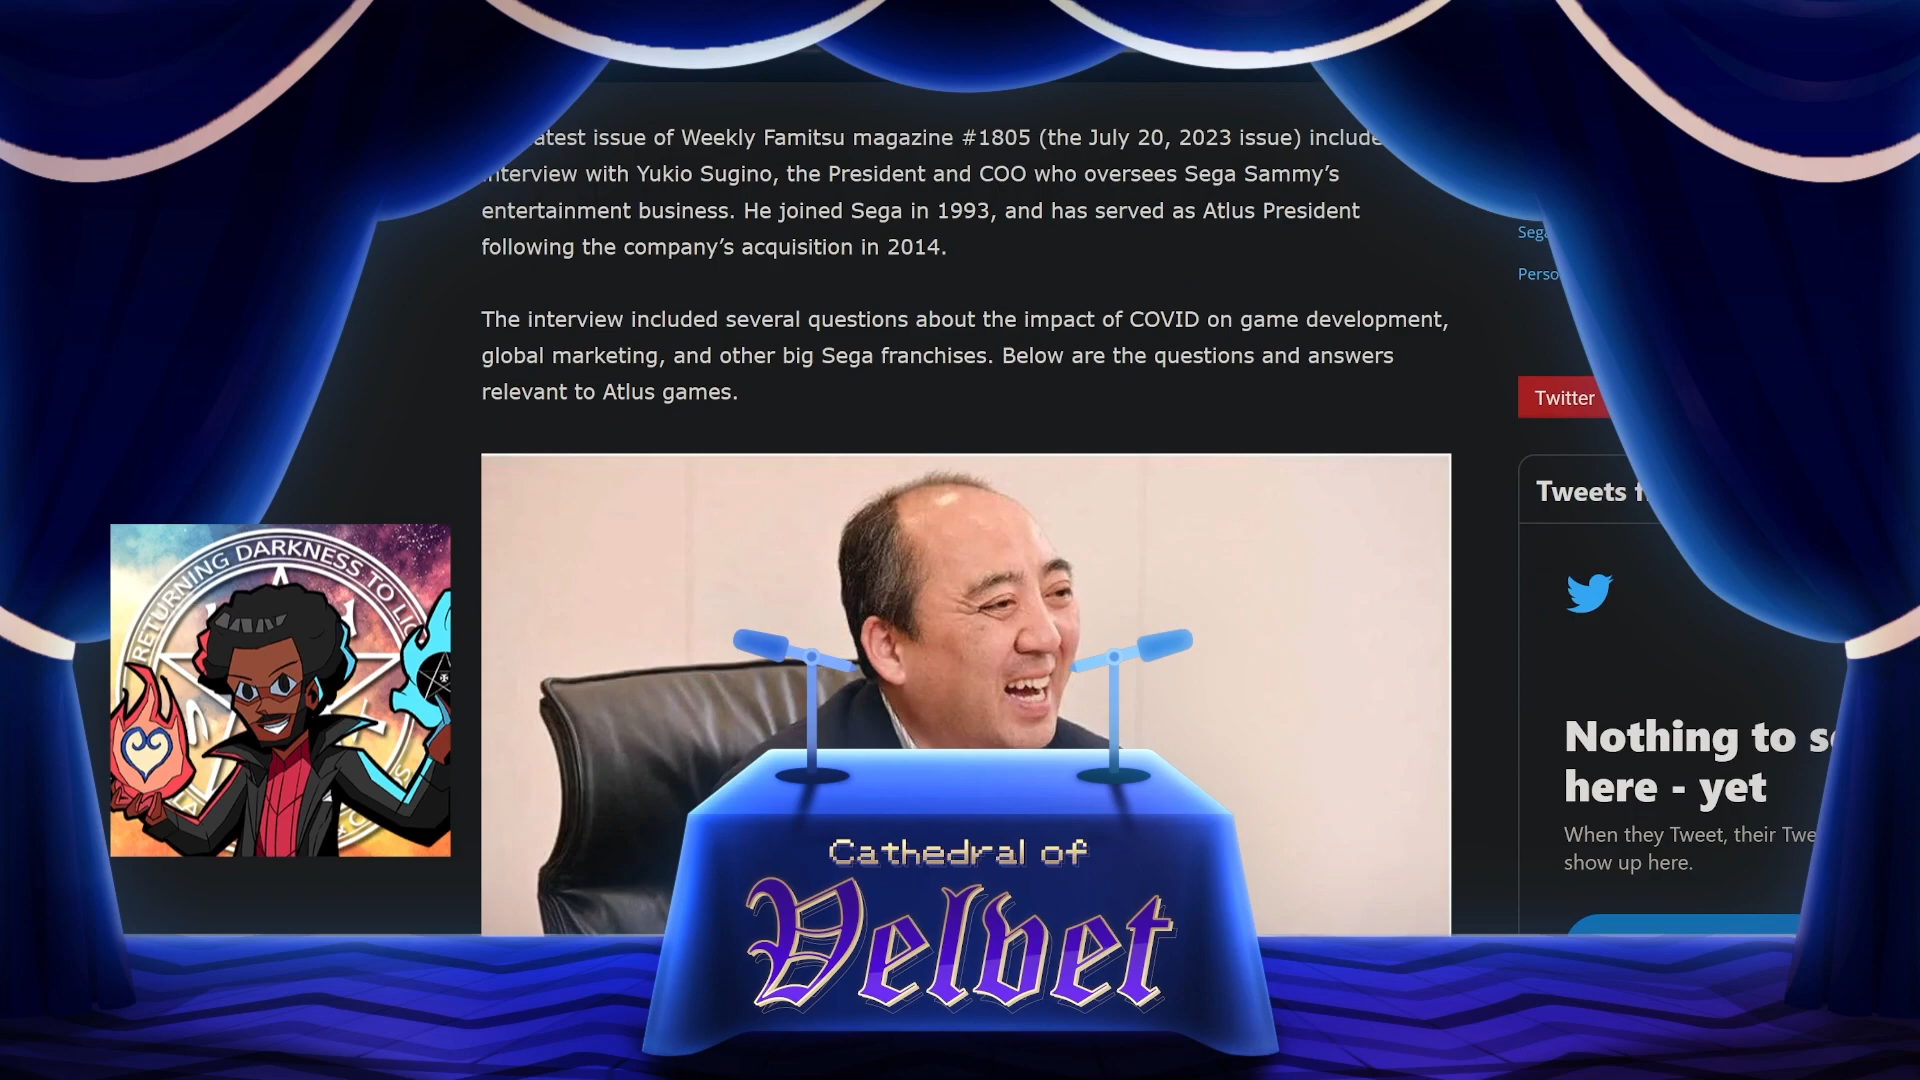 atest issue of Weekly Famitsu magazine #1805 (the July 20, 2023 issue) include
nterview with Yukio Sugino, the President and COO who oversees Sega Sammy’s
entertainment business. He joined Sega in 1993, and has served as Atlus President
following the company’s acquisition in 2014.
The interview included several questions about the impact of COVID on game development,
global marketing, and other big Sega franchises. Below are the questions and answers
relevant to Atlus games.
Sega
Perso
Twitter
Tweets
Nothing to s
here - yet
When they Tweet, their Twe
show up here.
RETURNING DARKNESS TO LIG
Cathedral of
Velvet